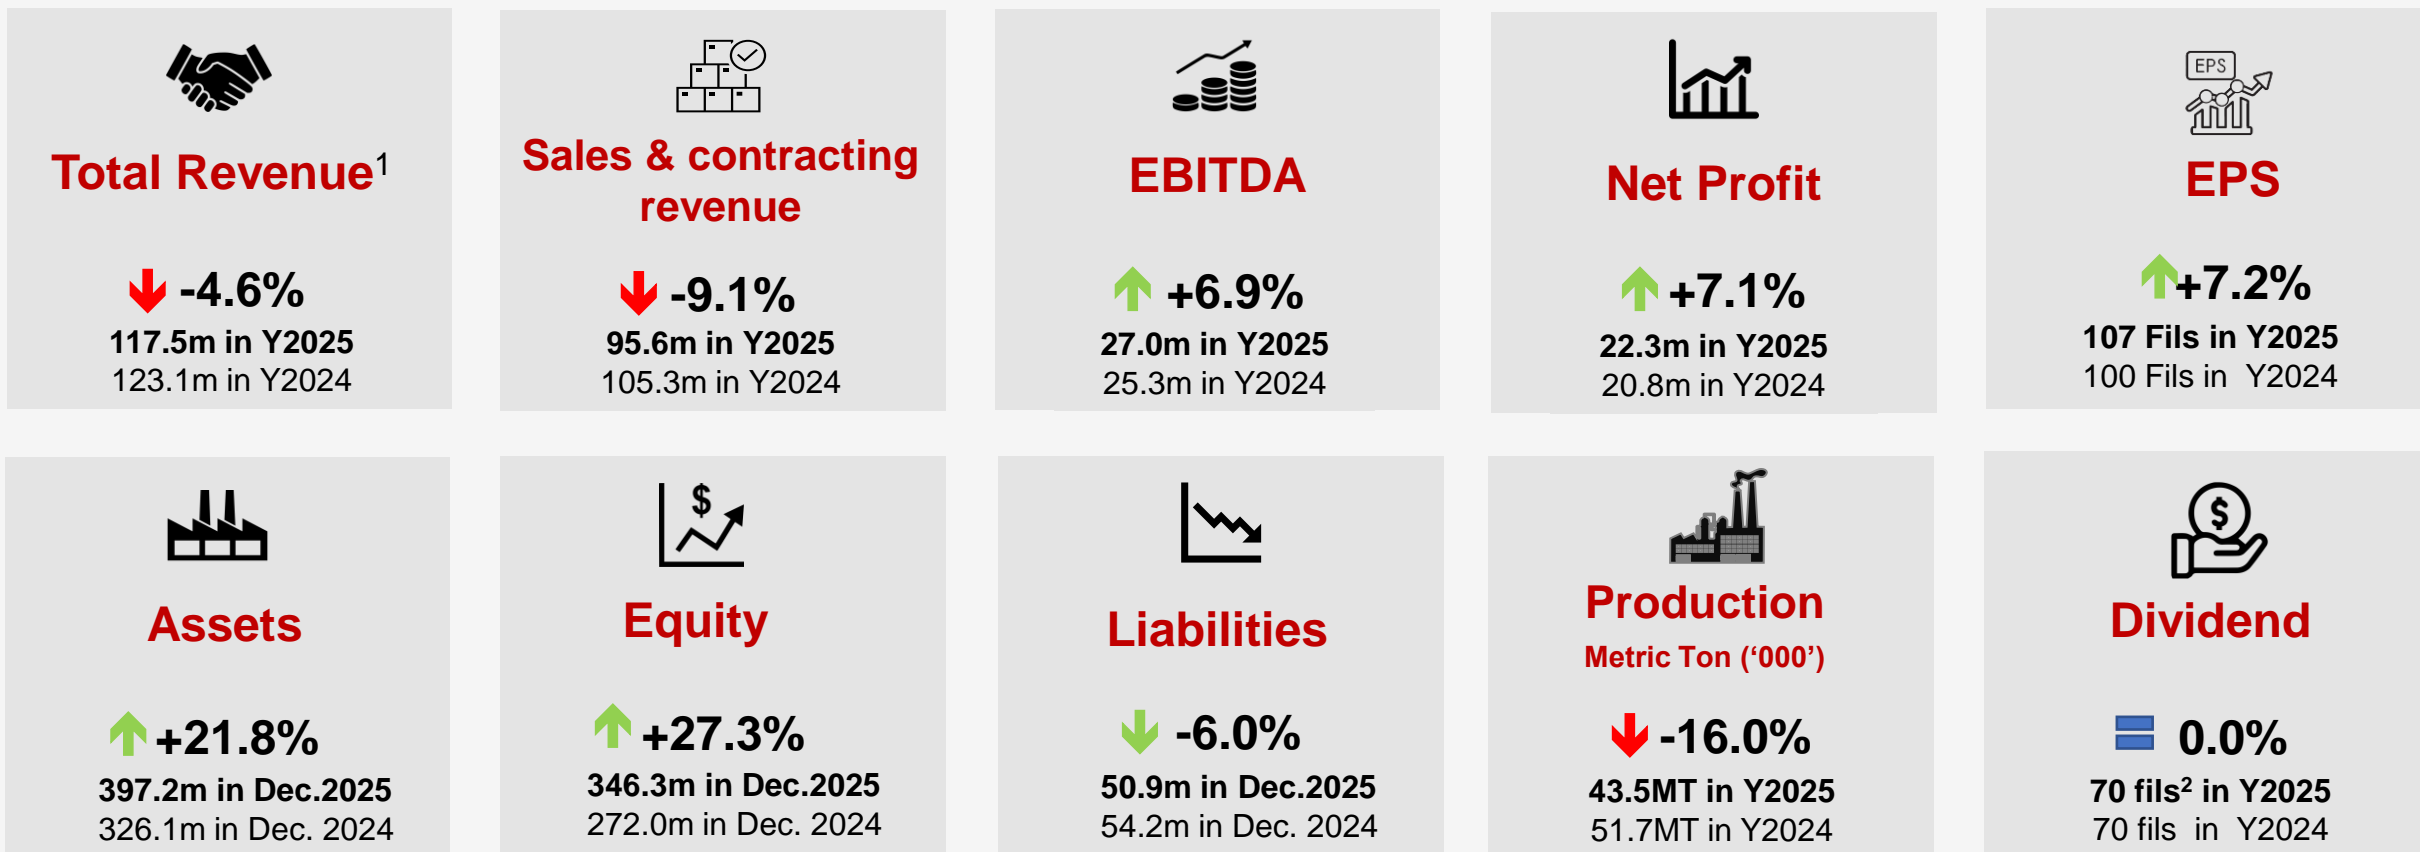 Total Revenue¹
-4.6%
117.5m in Y2025
123.1m in Y2024
Sales & contracting
revenue
-9.1%
95.6m in Y2025
105.3m in Y2024
EBITDA
+6.9%
27.0m in Y2025
25.3m in Y2024
Net Profit
+7.1%
22.3m in Y2025
20.8m in Y2024
EPS
EPS
+7.2%
107 Fils in Y2025
100 Fils in Y2024
Assets
+21.8%
397.2m in Dec.2025
326.1m in Dec. 2024
$
Equity
+27.3%
346.3m in Dec.2025
272.0m in Dec. 2024
Liabilities
-6.0%
50.9m in Dec.2025
54.2m in Dec. 2024
Production
Metric Ton (‘000’)
-16.0%
43.5MT in Y2025
51.7MT in Y2024
$
Dividend
0.0%
70 fils² in Y2025
70 fils in Y2024